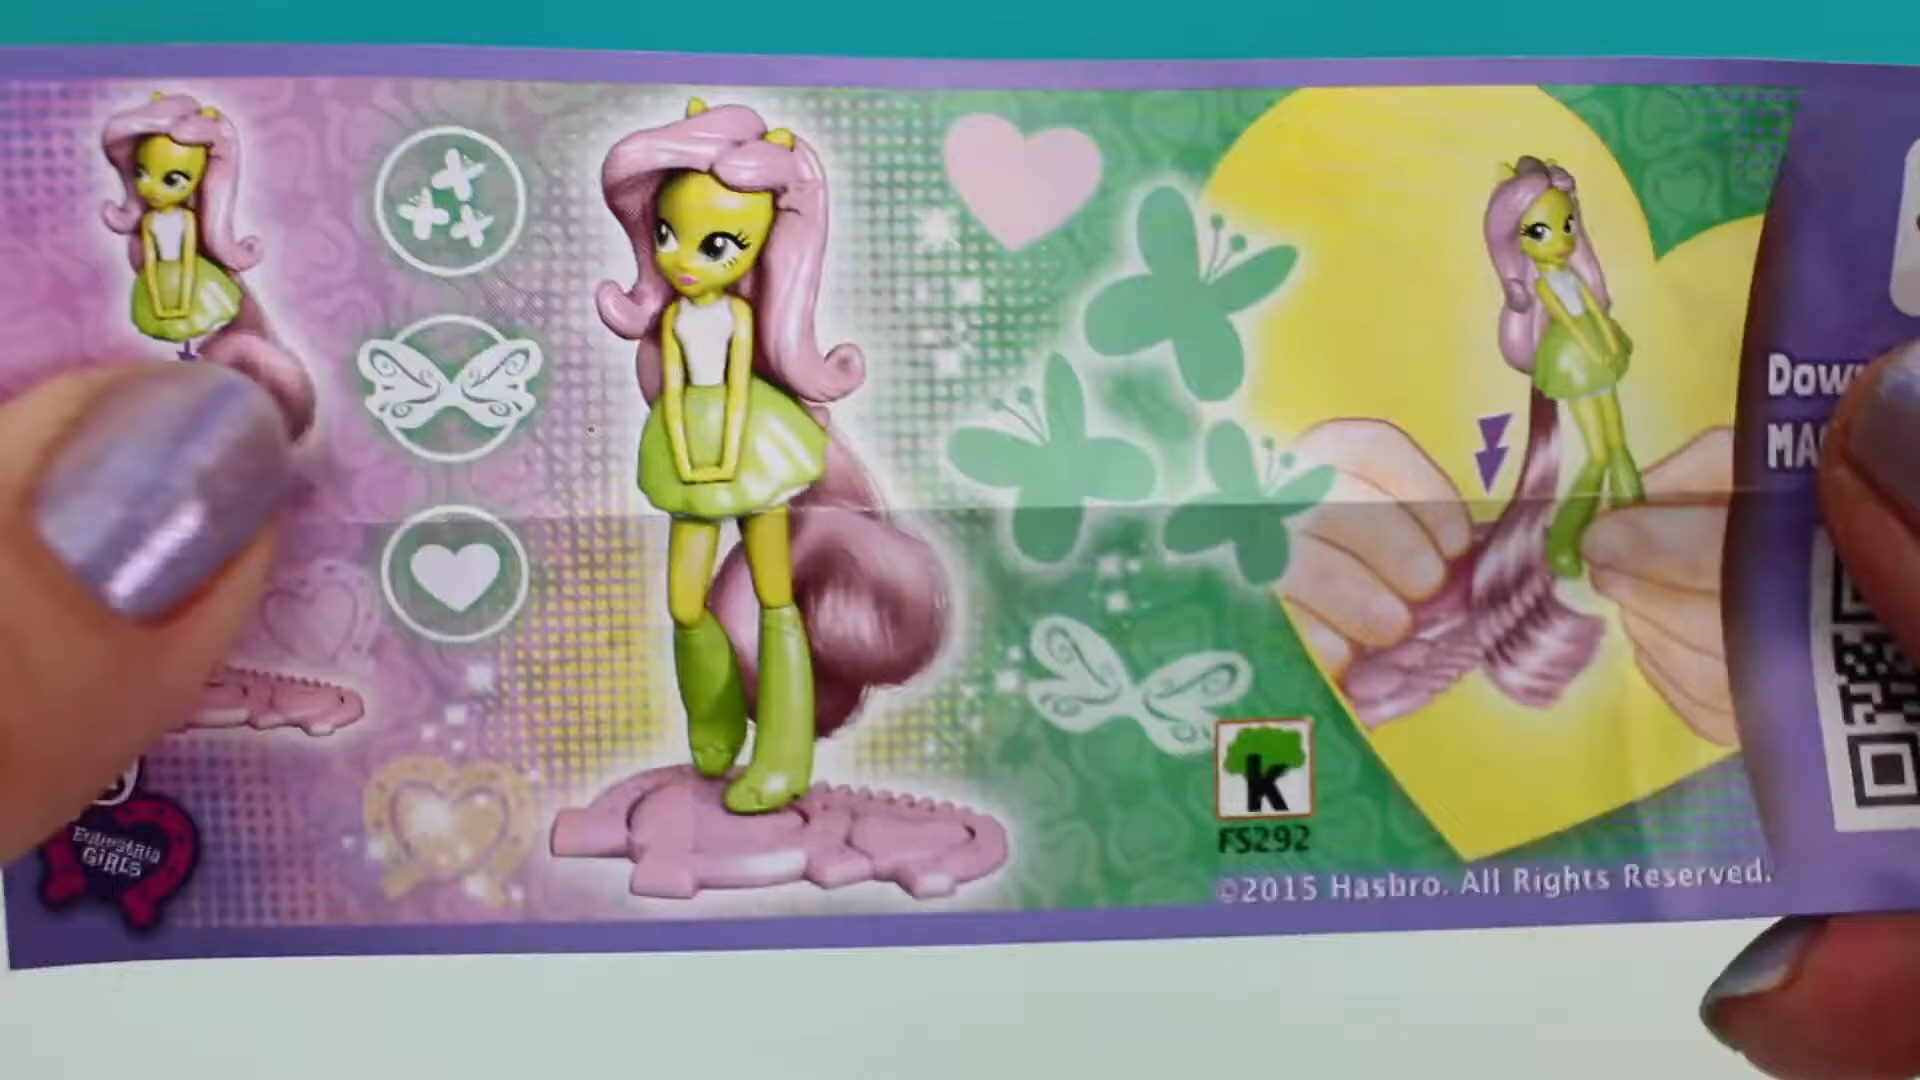 EQUESTRIA
GIRLS
k
FS292
©2015 Hasbro. All Rights Reserved.